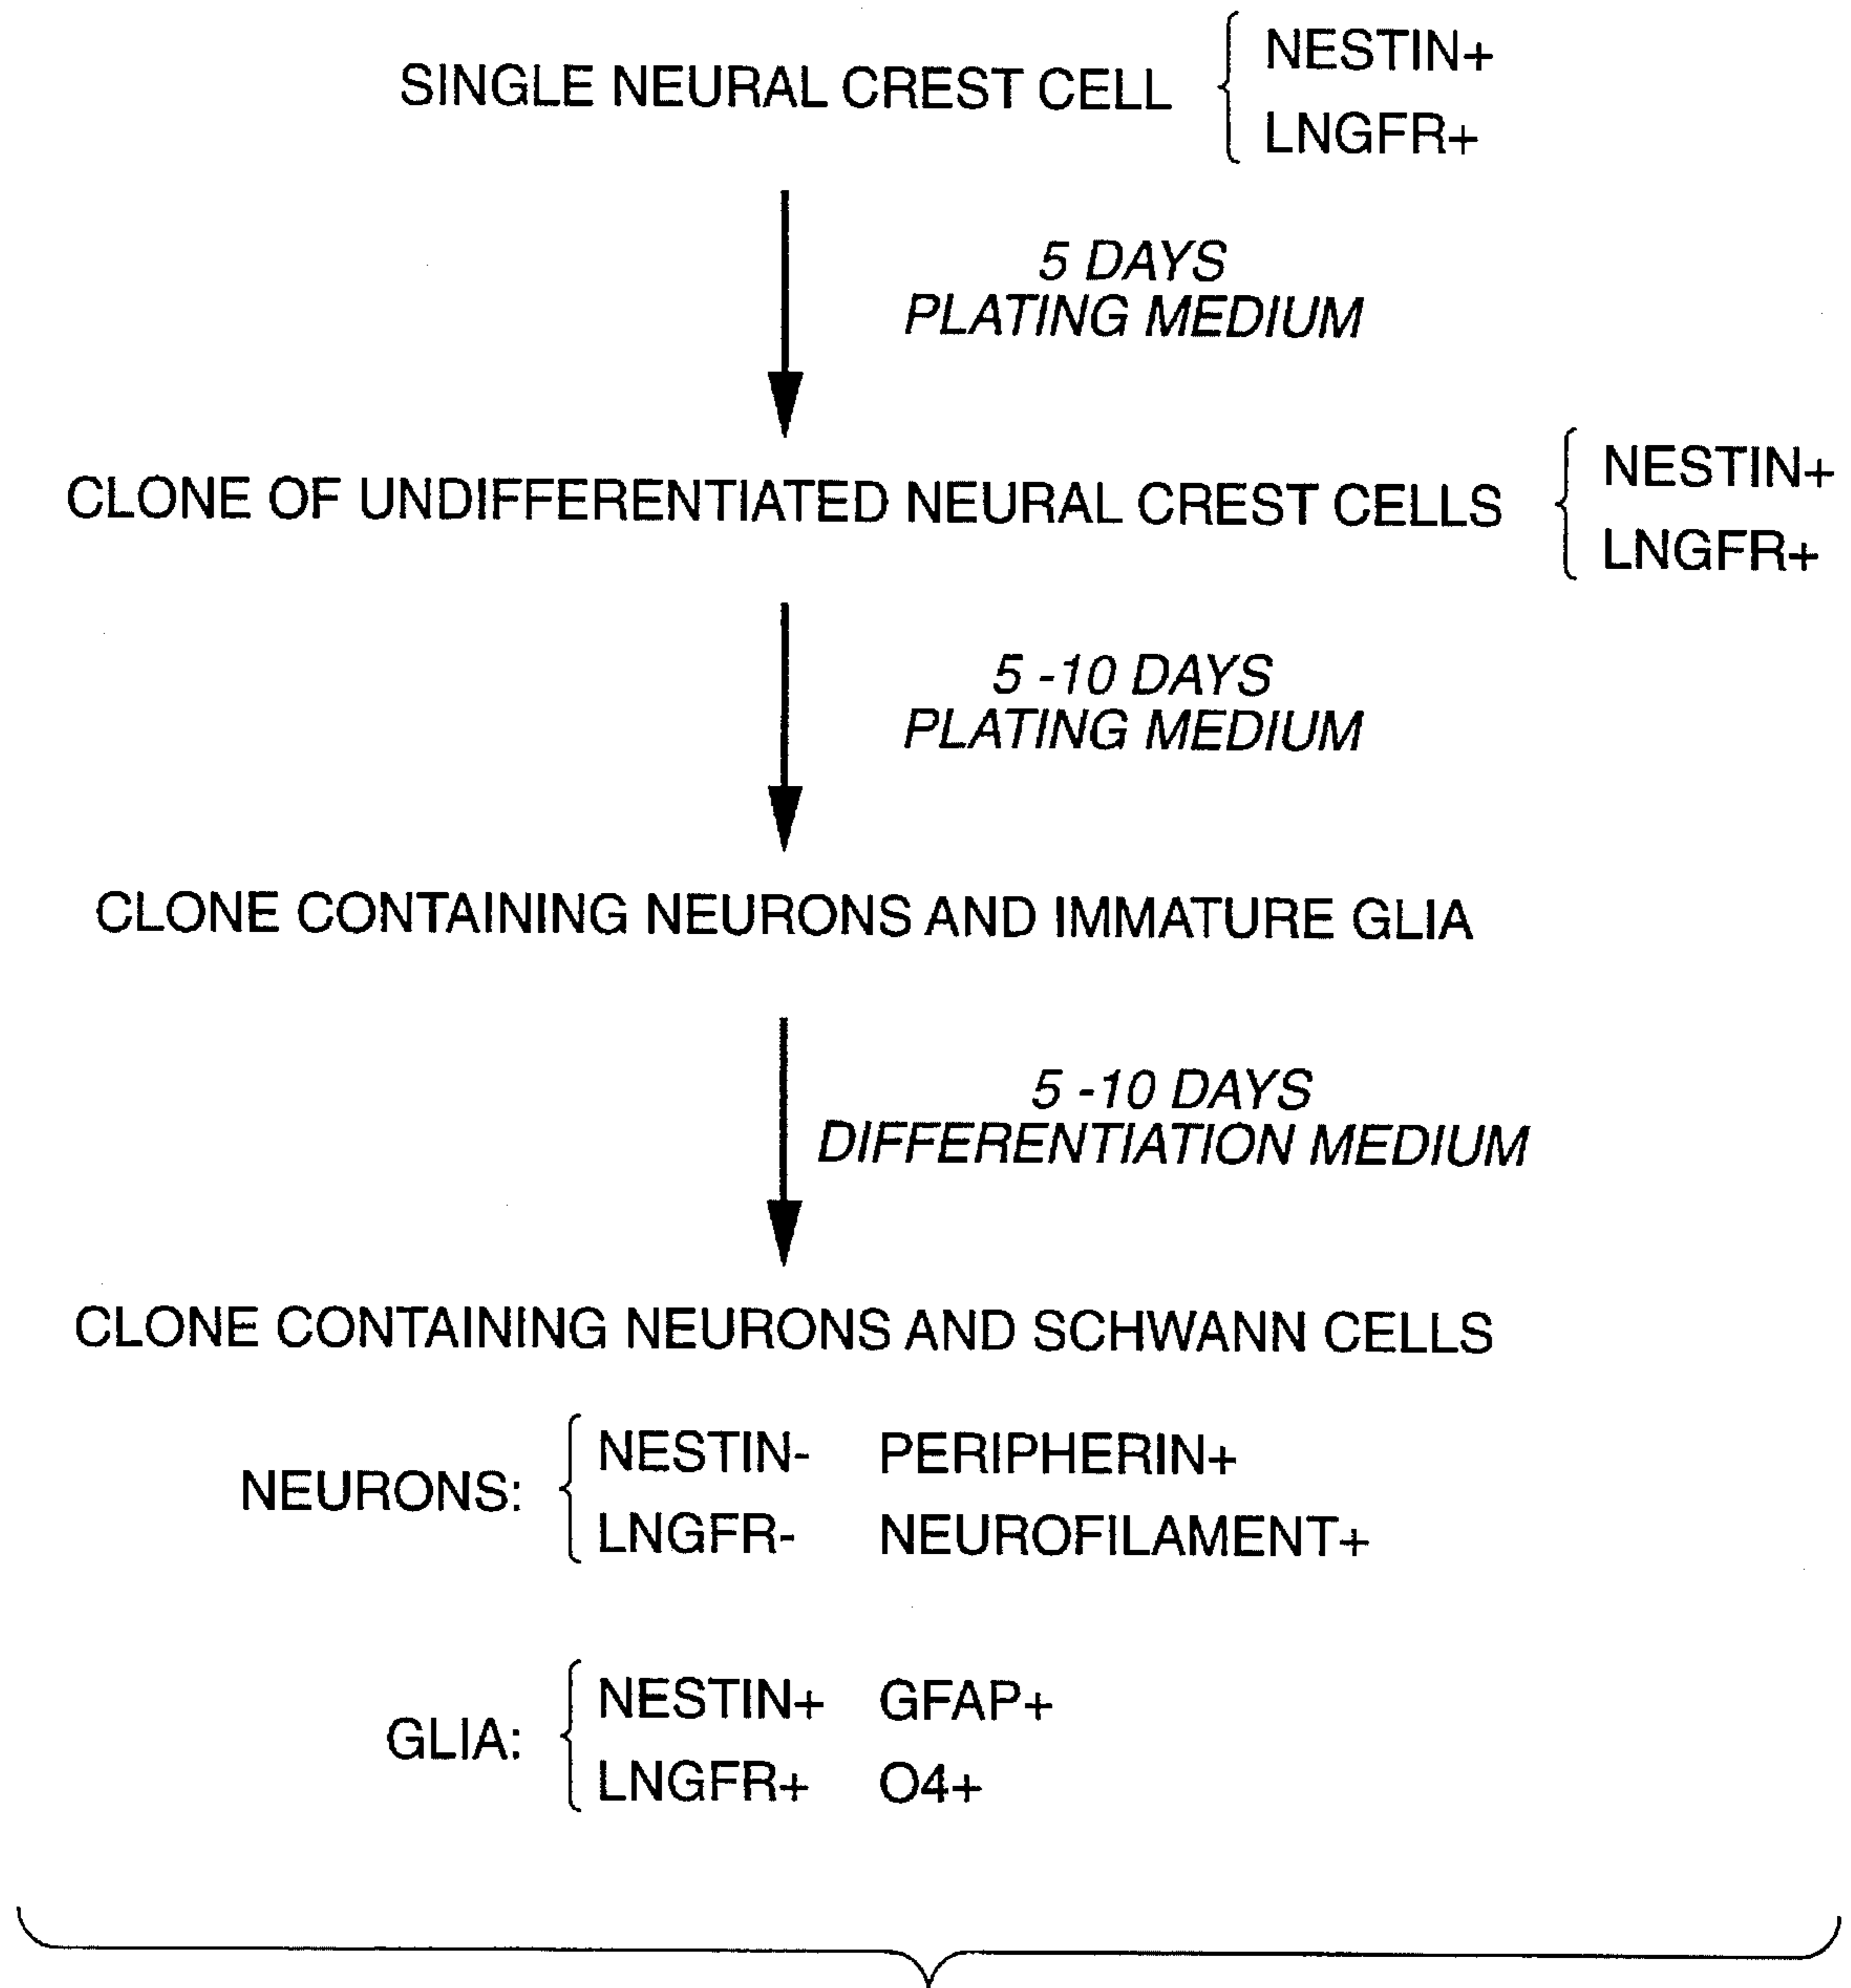 SINGLE NEURAL CREST CELL
NESTIN+
LNGFR+
5 DAYS
PLATING MEDIUM
CLONE OF UNDIFFERENTIATED NEURAL CREST CELLS
NESTIN+
LNGFR+
5 -10 DAYS
PLATING MEDIUM
CLONE CONTAINING NEURONS AND IMMATURE GLIA
5 -10 DAYS
DIFFERENTIATION MEDIUM
CLONE CONTAINING NEURONS AND SCHWANN CELLS
NEURONS:
NESTIN- PERIPHERIN+
LNGFR- NEUROFILAMENT+
GLIA:
NESTIN+ GFAP+
LNGFR+ O4+